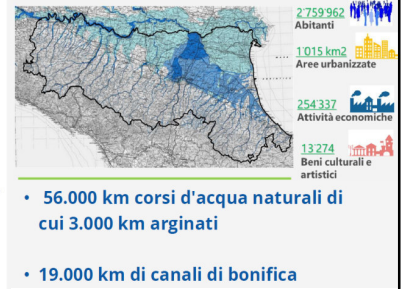 2'759'962
Abitanti
1'015 km2
Aree urbanizzate
254'337
Attività economiche
13'274
Beni culturali e
artistici
• 56.000 km corsi d'acqua naturali di
cui 3.000 km arginati
• 19.000 km di canali di bonifica